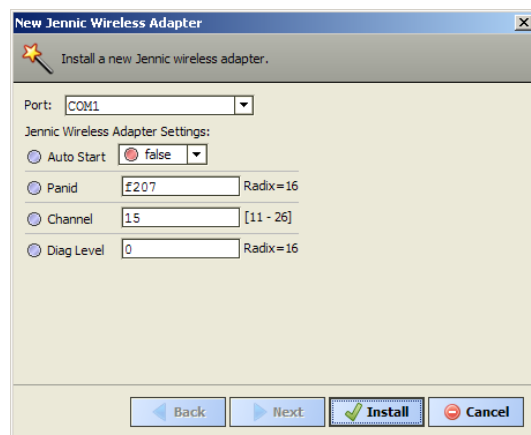 New Jennic Wireless Adapter
Install a new Jennic wireless adapter.
Port: COM1
Jennic Wireless Adapter Settings:
Auto Start false
Panid f207 Radix=16
Channel 15 [11 - 26]
Diag Level 0 Radix=16
Back Next Install Cancel